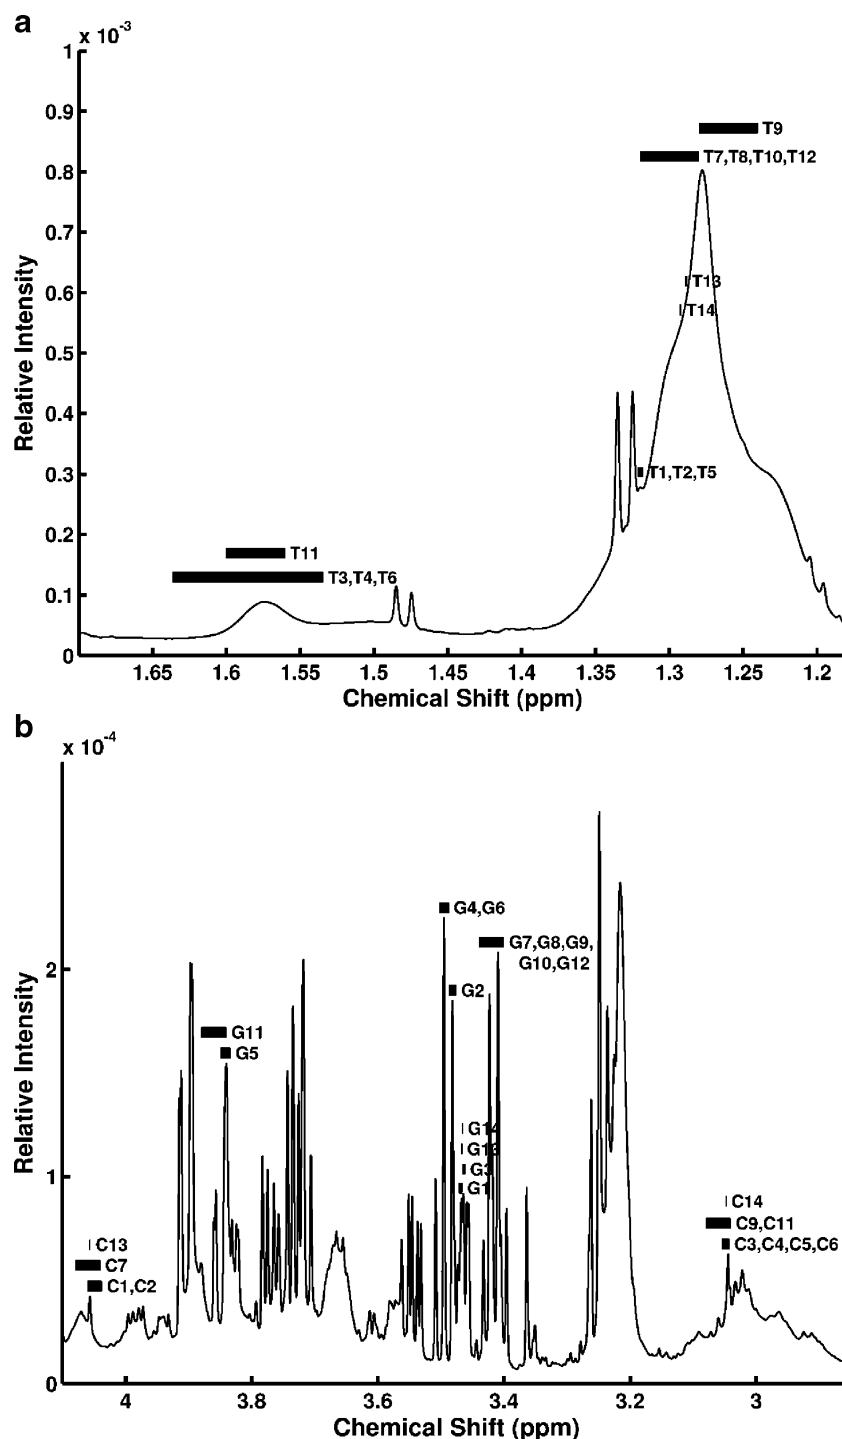 a
x 10-3
1
0.9
0.8
0.7
0.6
0.5
0.4
0.3
0.2
0.1
0
Relative Intensity
T9
T7,T8,T10,T12
T13
T14
T1,T2,T5
T11
T3,T4,T6
1.65 1.6 1.55 1.5 1.45 1.4 1.35 1.3 1.25 1.2
Chemical Shift (ppm)
b
x 10-4
2
1
0
Relative Intensity
G4,G6
G7,G8,G9,
G10,G12
G2
G11
G5
G14
G13
G3
G1
C14
C9,C11
C3,C4,C5,C6
C13
C7
C1,C2
4 3.8 3.6 3.4 3.2 3
Chemical Shift (ppm)